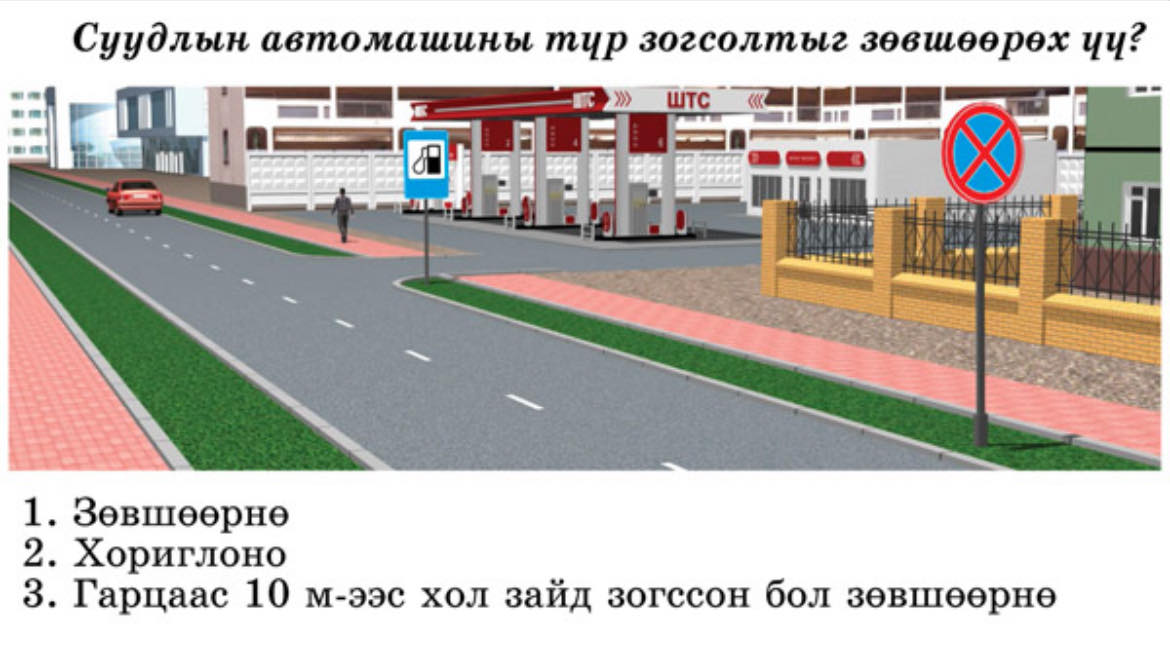 Суудлын автомашины түр зогсолтыг зөвшөөрөх үү?
ШТС
1. Зөвшөөрнө
2. Хориглоно
3. Гарцаас 10 м-ээс хол зайд зогссон бол зөвшөөрнө